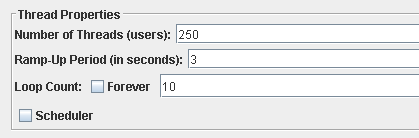 Thread Properties
Number of Threads (users): 250
Ramp-Up Period (in seconds): 3
Loop Count: Forever 10
Scheduler